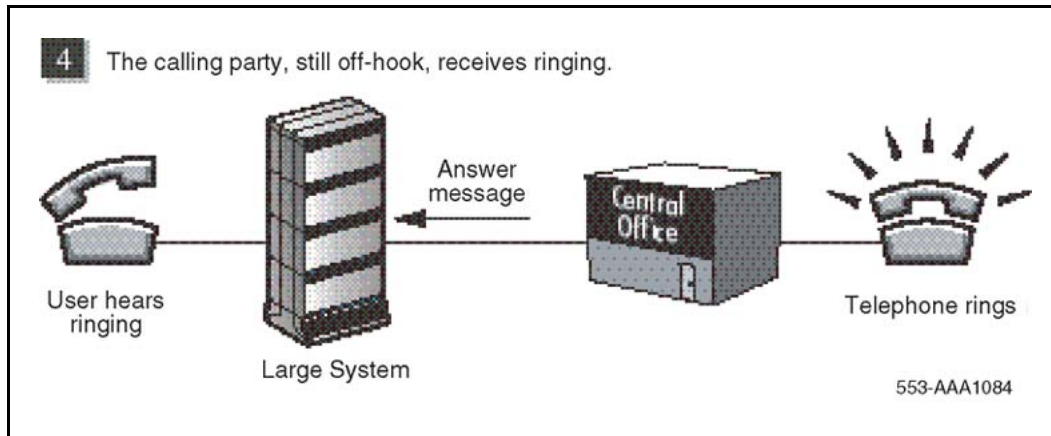 4 The calling party, still off-hook, receives ringing.
Answer
message
Central
Office
User hears
ringing
Telephone rings
Large System
553-AAA1084